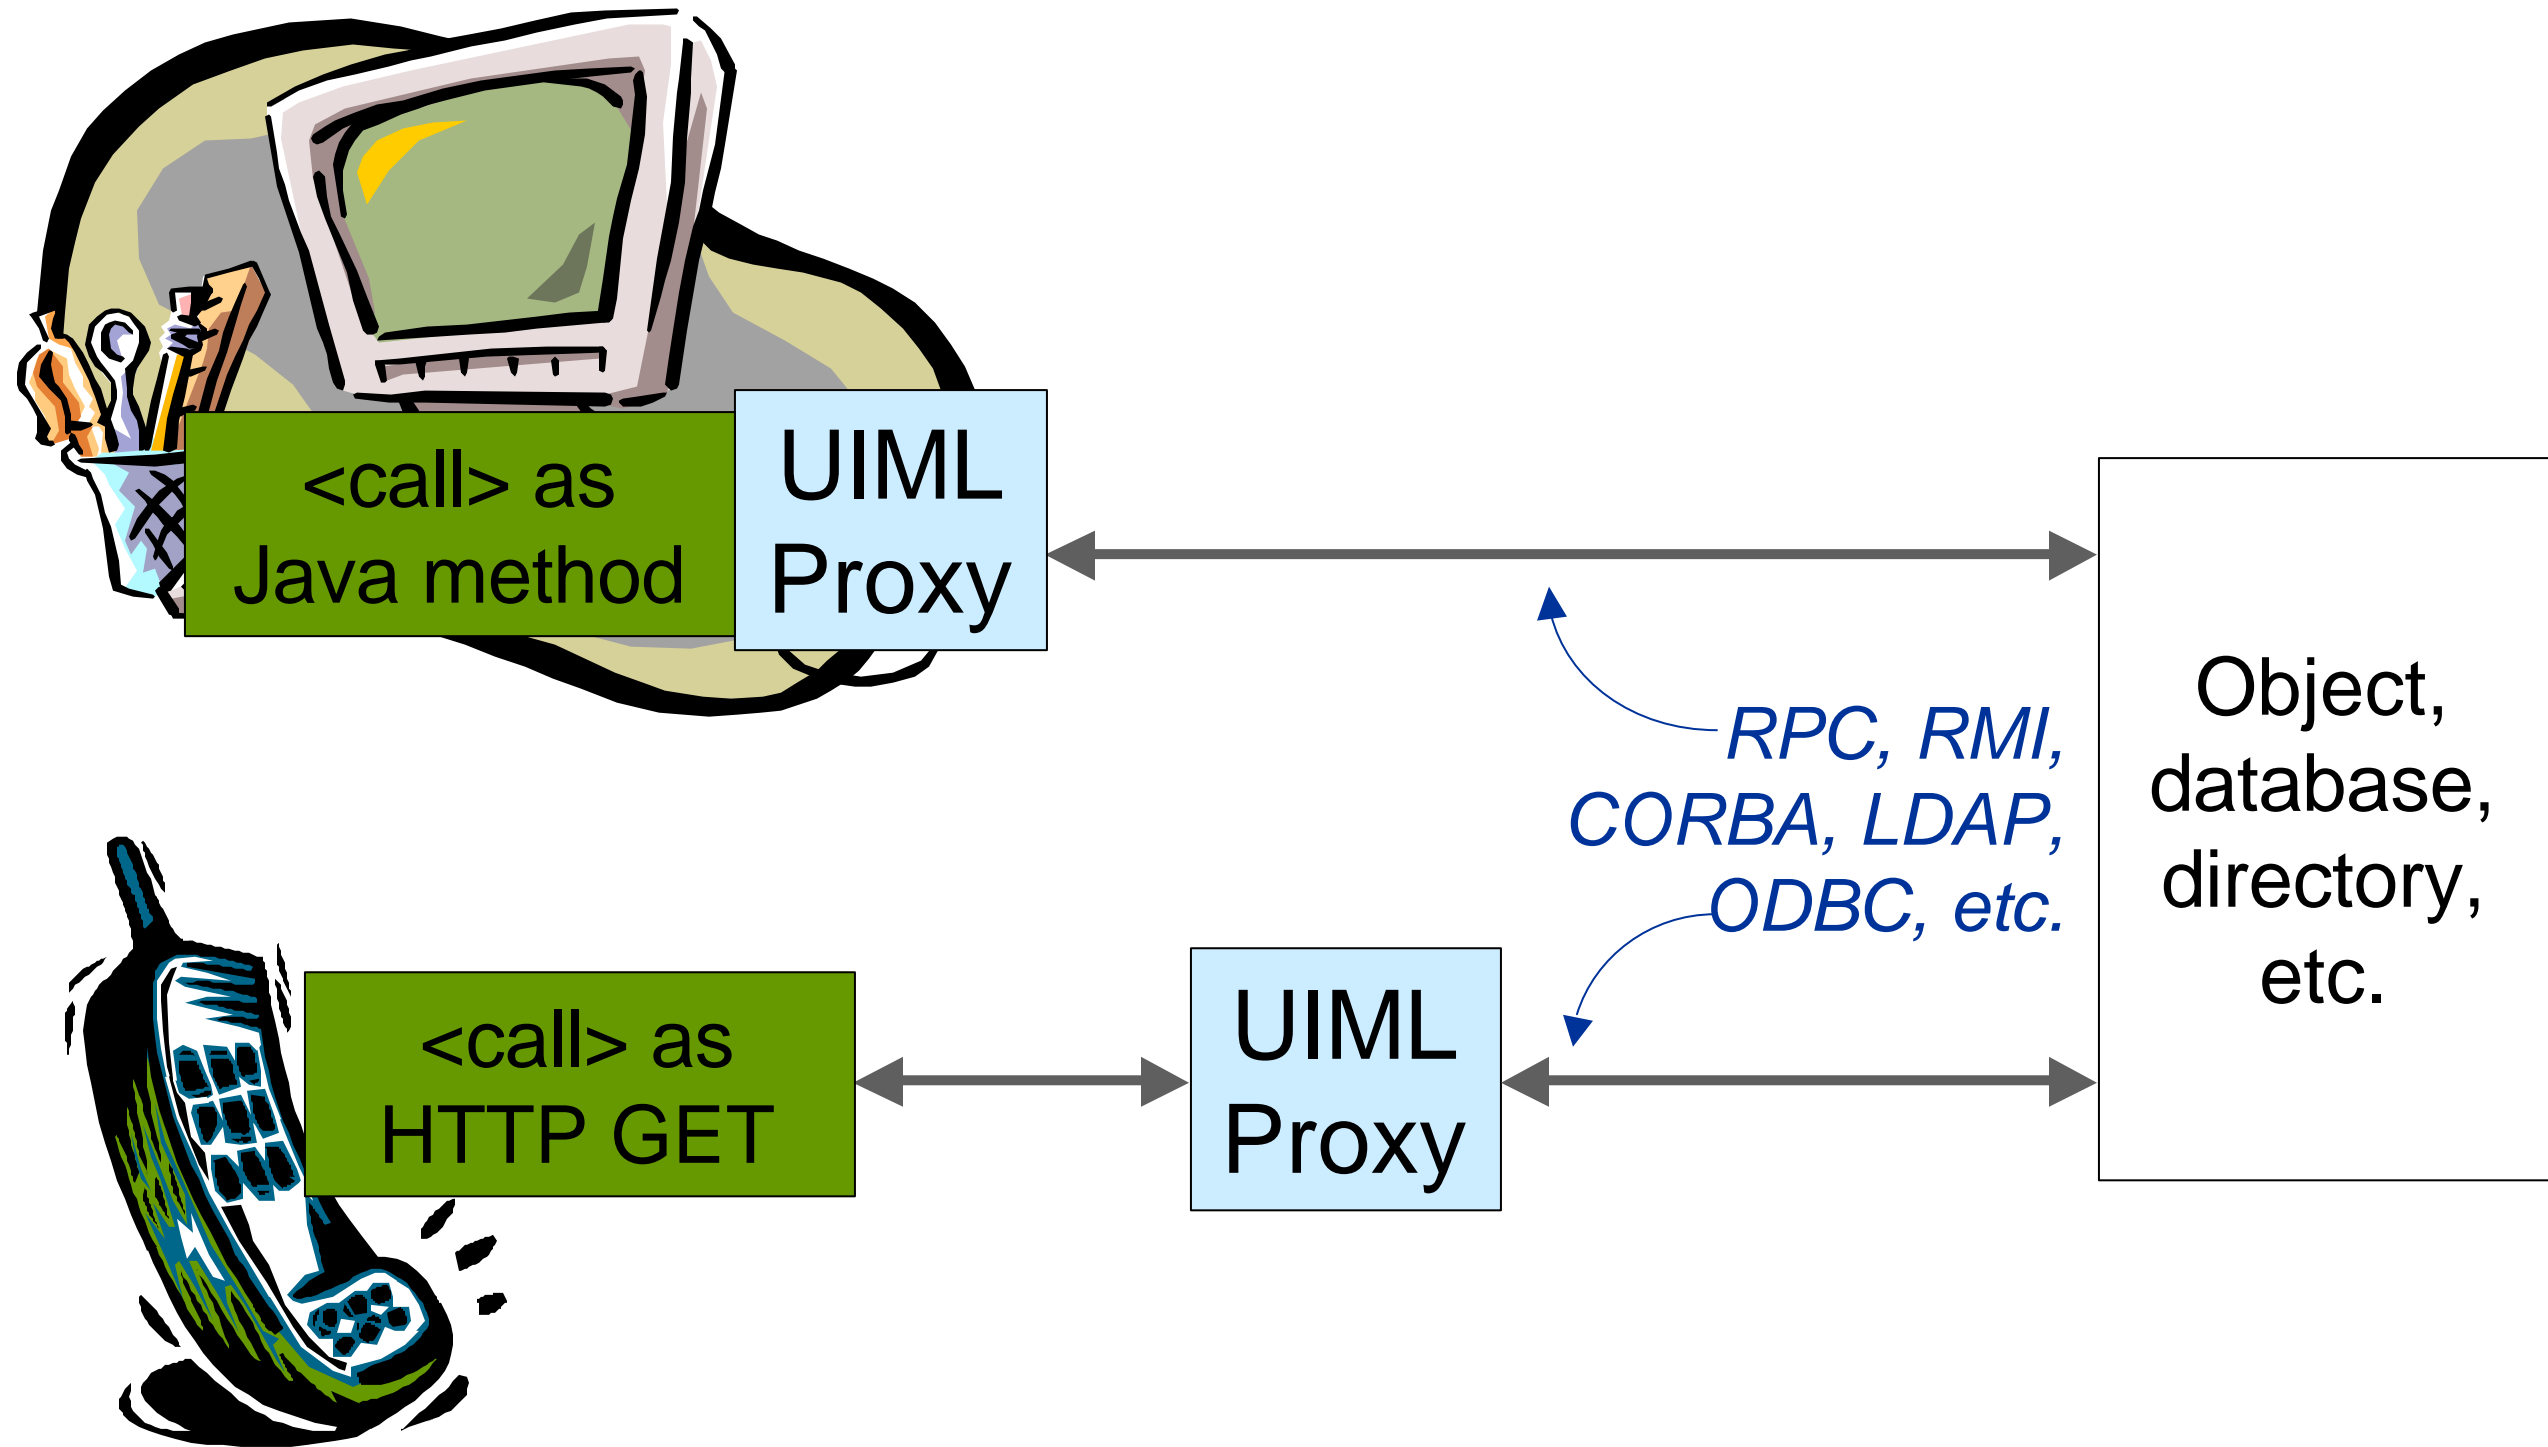 <call> as
Java method
UIML
Proxy
RPC, RMI,
CORBA, LDAP,
ODBC, etc.
Object,
database,
directory,
etc.
<call> as
HTTP GET
UIML
Proxy